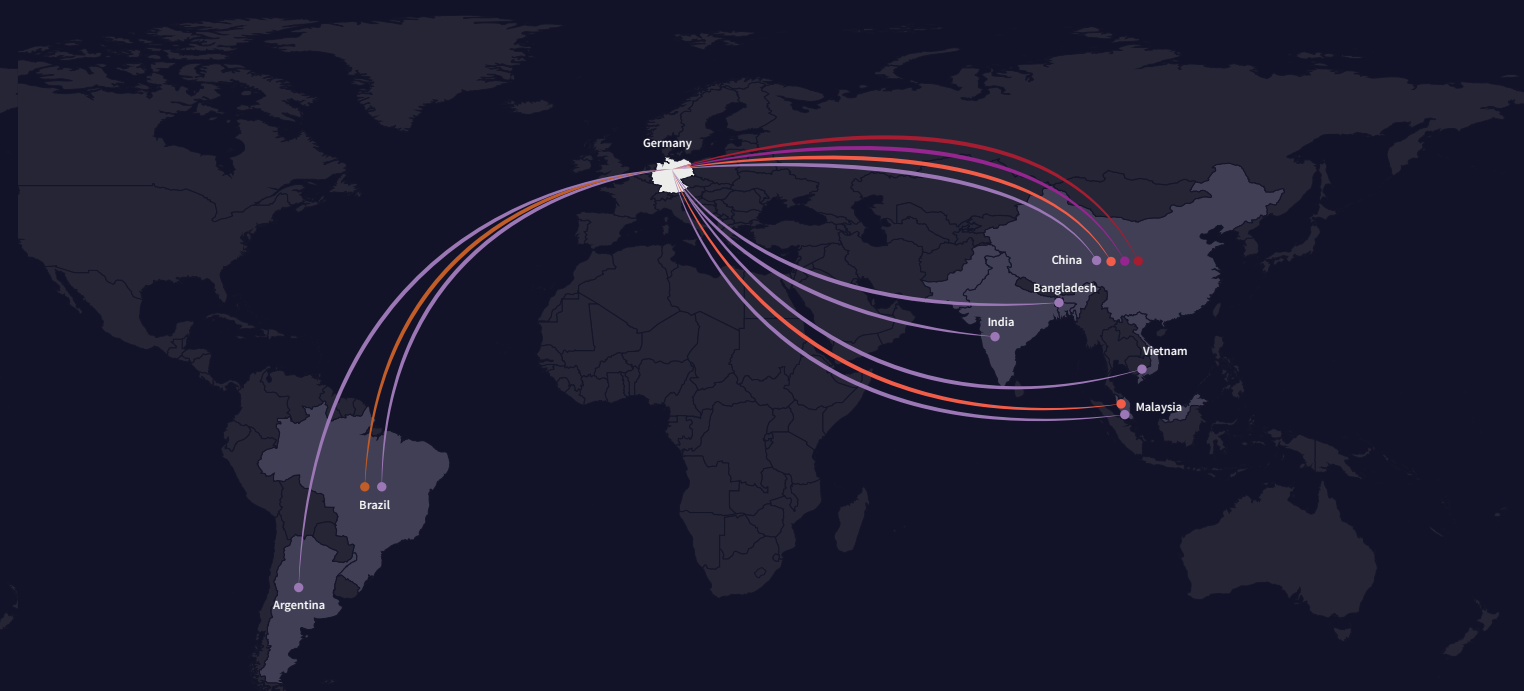 Germany
China
Bangladesh
India
Vietnam
Malaysia
Brazil
Argentina